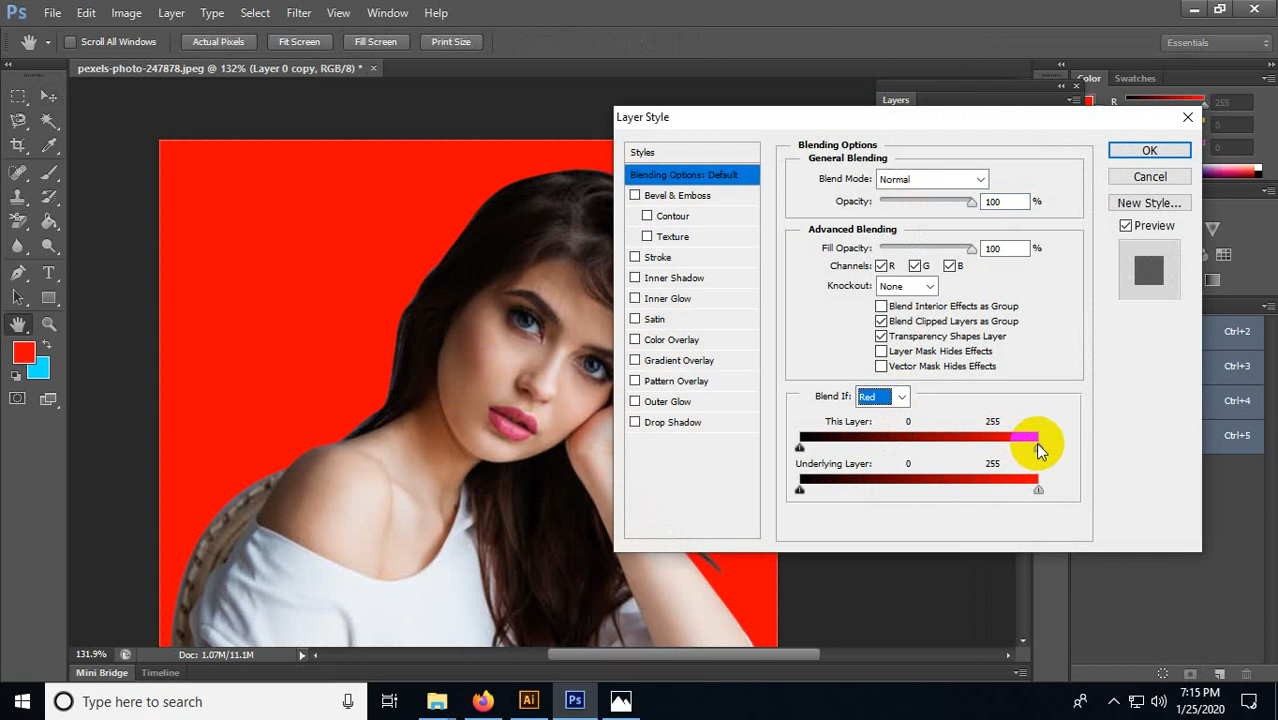 Ps File Edit Image Layer Type Select Filter View Window Help
Scroll All Windows Actual Pixels Fit Screen Fill Screen Print Size Essentials
pexels-photo-247878.jpeg @ 132% (Layer 0 copy, RGB/8) * ×
Color Swatches
Layers
R 255
0
0
Layer Style
Styles
Blending Options: Default
Bevel & Emboss
Contour
Texture
Stroke
Inner Shadow
Inner Glow
Satin
Color Overlay
Gradient Overlay
Pattern Overlay
Outer Glow
Drop Shadow
Blending Options
General Blending
Blend Mode: Normal
Opacity: 100 %
Advanced Blending
Fill Opacity: 100 %
Channels: R G B
Knockout: None
Blend Interior Effects as Group
Blend Clipped Layers as Group
Transparency Shapes Layer
Layer Mask Hides Effects
Vector Mask Hides Effects
Blend If: Red
This Layer: 0 255
Underlying Layer: 0 255
OK
Cancel
New Style...
Preview
Ctrl+2
Ctrl+3
Ctrl+4
Ctrl+5
131.9% Doc: 1.07M/11.1M
Mini Bridge Timeline
Type here to search
Ai Ps
7:15 PM
1/25/2020